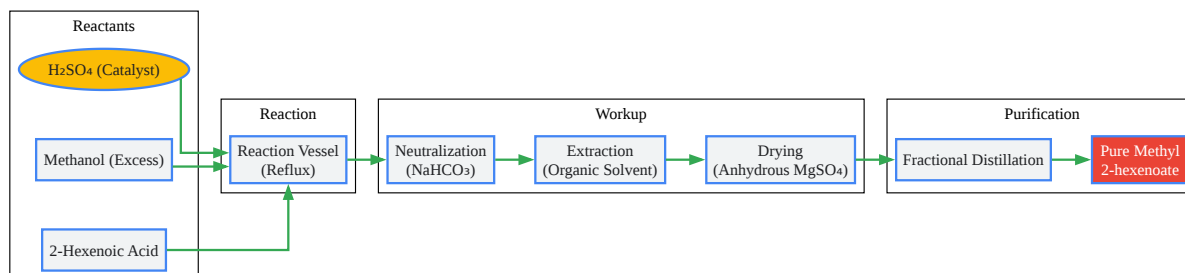 Reactants
H₂SO₄ (Catalyst)
Methanol (Excess)
2-Hexenoic Acid
Reaction
Reaction Vessel
(Reflux)
Workup
Neutralization
(NaHCO₃)
Extraction
(Organic Solvent)
Drying
(Anhydrous MgSO₄)
Purification
Fractional Distillation
Pure Methyl
2-hexenoate